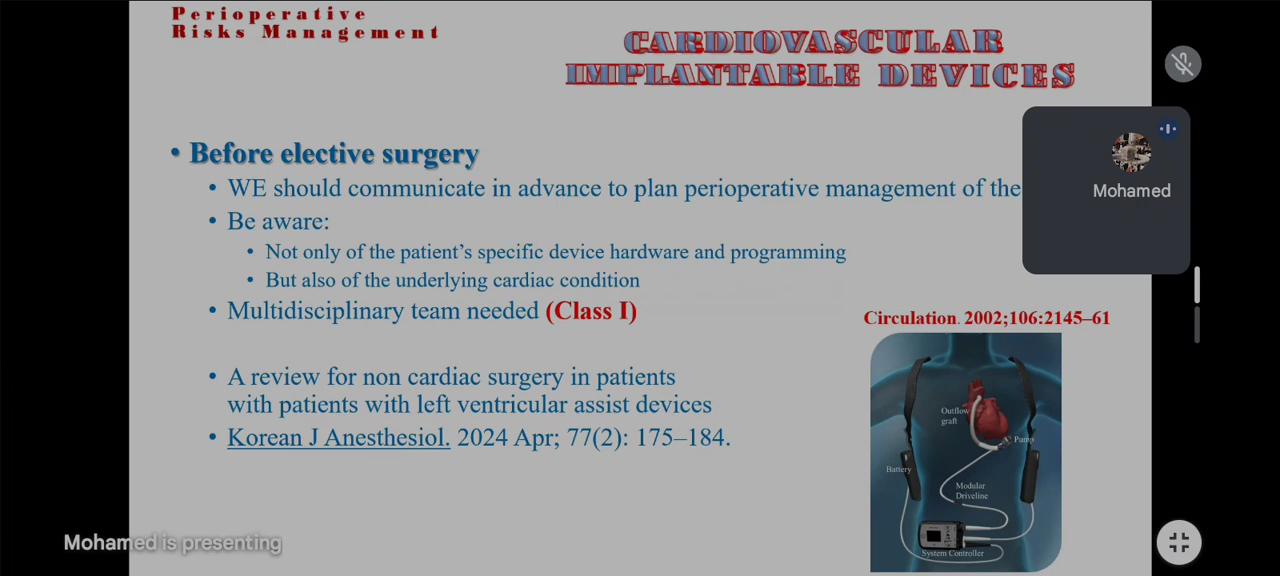 Perioperative
Risks Management
CARDIOVASCULAR
IMPLANTABLE DEVICES
• Before elective surgery
• WE should communicate in advance to plan perioperative management of the
• Be aware:
• Not only of the patient's specific device hardware and programming
• But also of the underlying cardiac condition
• Multidisciplinary team needed (Class I)
Circulation. 2002;106:2145–61
• A review for non cardiac surgery in patients
with patients with left ventricular assist devices
• Korean J Anesthesiol. 2024 Apr; 77(2): 175–184.
Outflow
graft
Pump
Battery
Modular
Driveline
System Controller
Mohamed
Mohamed is presenting